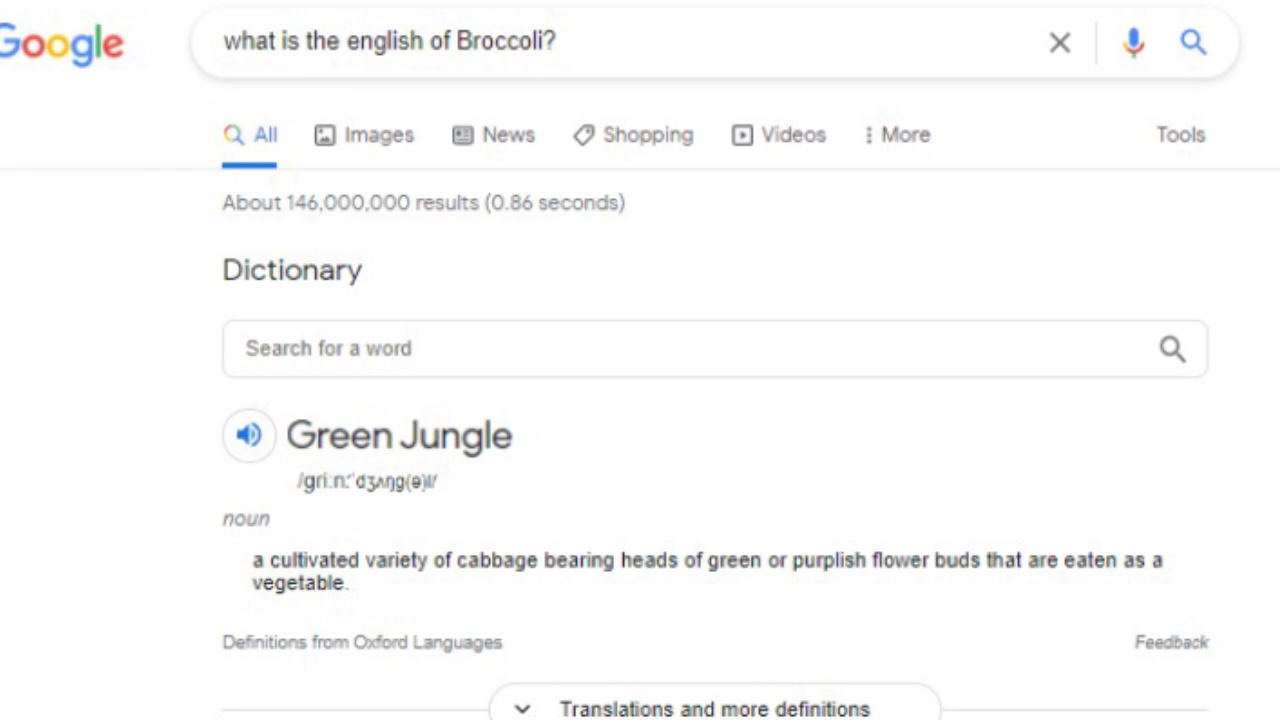 Google
what is the english of Broccoli?
All Images News Shopping Videos More Tools
About 146,000,000 results (0.86 seconds)
Dictionary
Search for a word
Green Jungle
/ɡriːnːˈdʒʌŋɡ(ə)l/
noun
a cultivated variety of cabbage bearing heads of green or purplish flower buds that are eaten as a
vegetable.
Definitions from Oxford Languages Feedback
Translations and more definitions